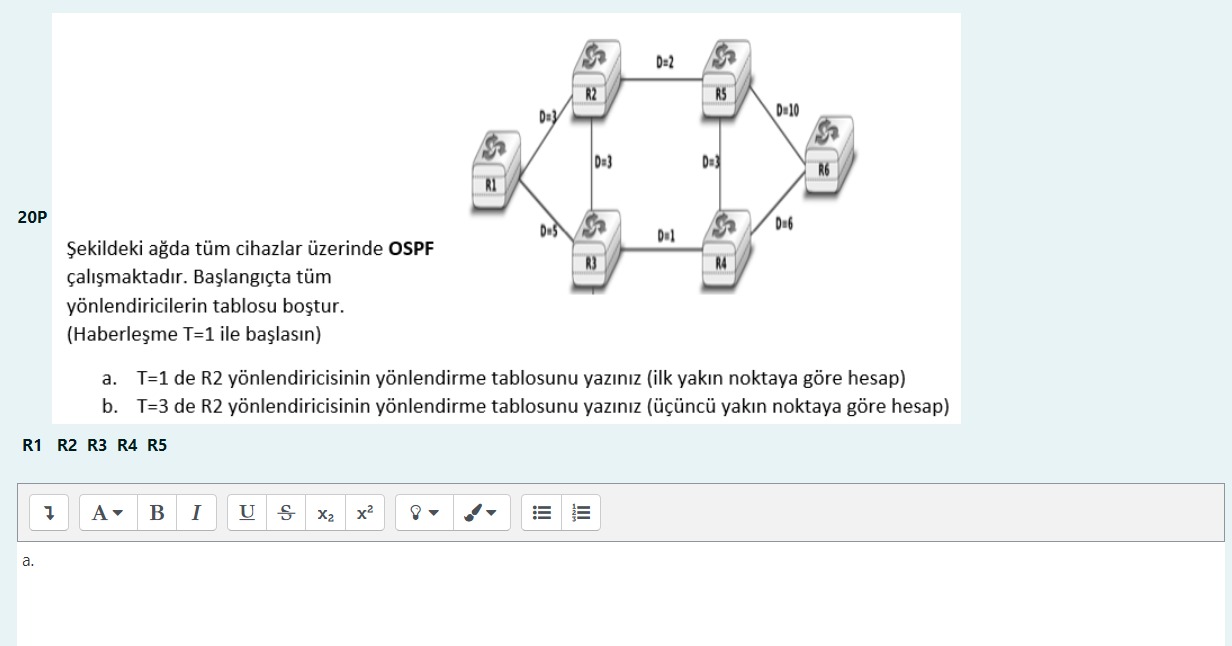 R2
D=2
R5
D=3
D=10
R1
D=3
D=3
R6
20P
D=5
D=1
D=6
R3
R4
Şekildeki ağda tüm cihazlar üzerinde OSPF
çalışmaktadır. Başlangıçta tüm
yönlendiricilerin tablosu boştur.
(Haberleşme T=1 ile başlasın)
a. T=1 de R2 yönlendiricisinin yönlendirme tablosunu yazınız (ilk yakın noktaya göre hesap)
b. T=3 de R2 yönlendiricisinin yönlendirme tablosunu yazınız (üçüncü yakın noktaya göre hesap)
R1 R2 R3 R4 R5
A B I U S x₂ x²
a.